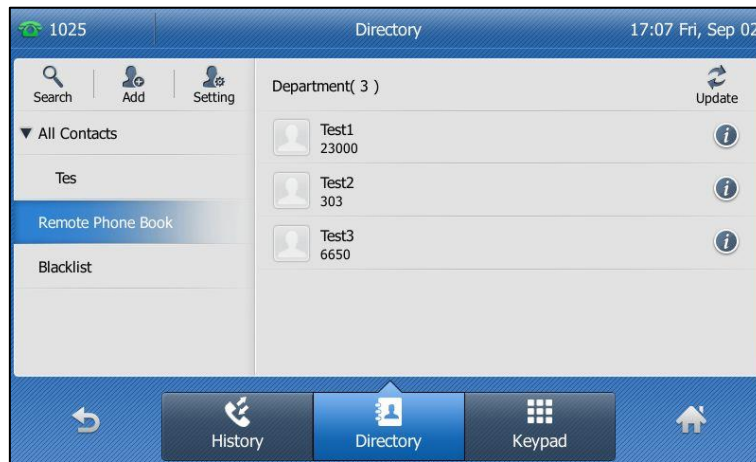 1025 Directory 17:07 Fri, Sep 02
Search Add Setting
Department( 3 )
Update
All Contacts
Tes
Remote Phone Book
Blacklist
Test1
23000
Test2
303
Test3
6650
History Directory Keypad